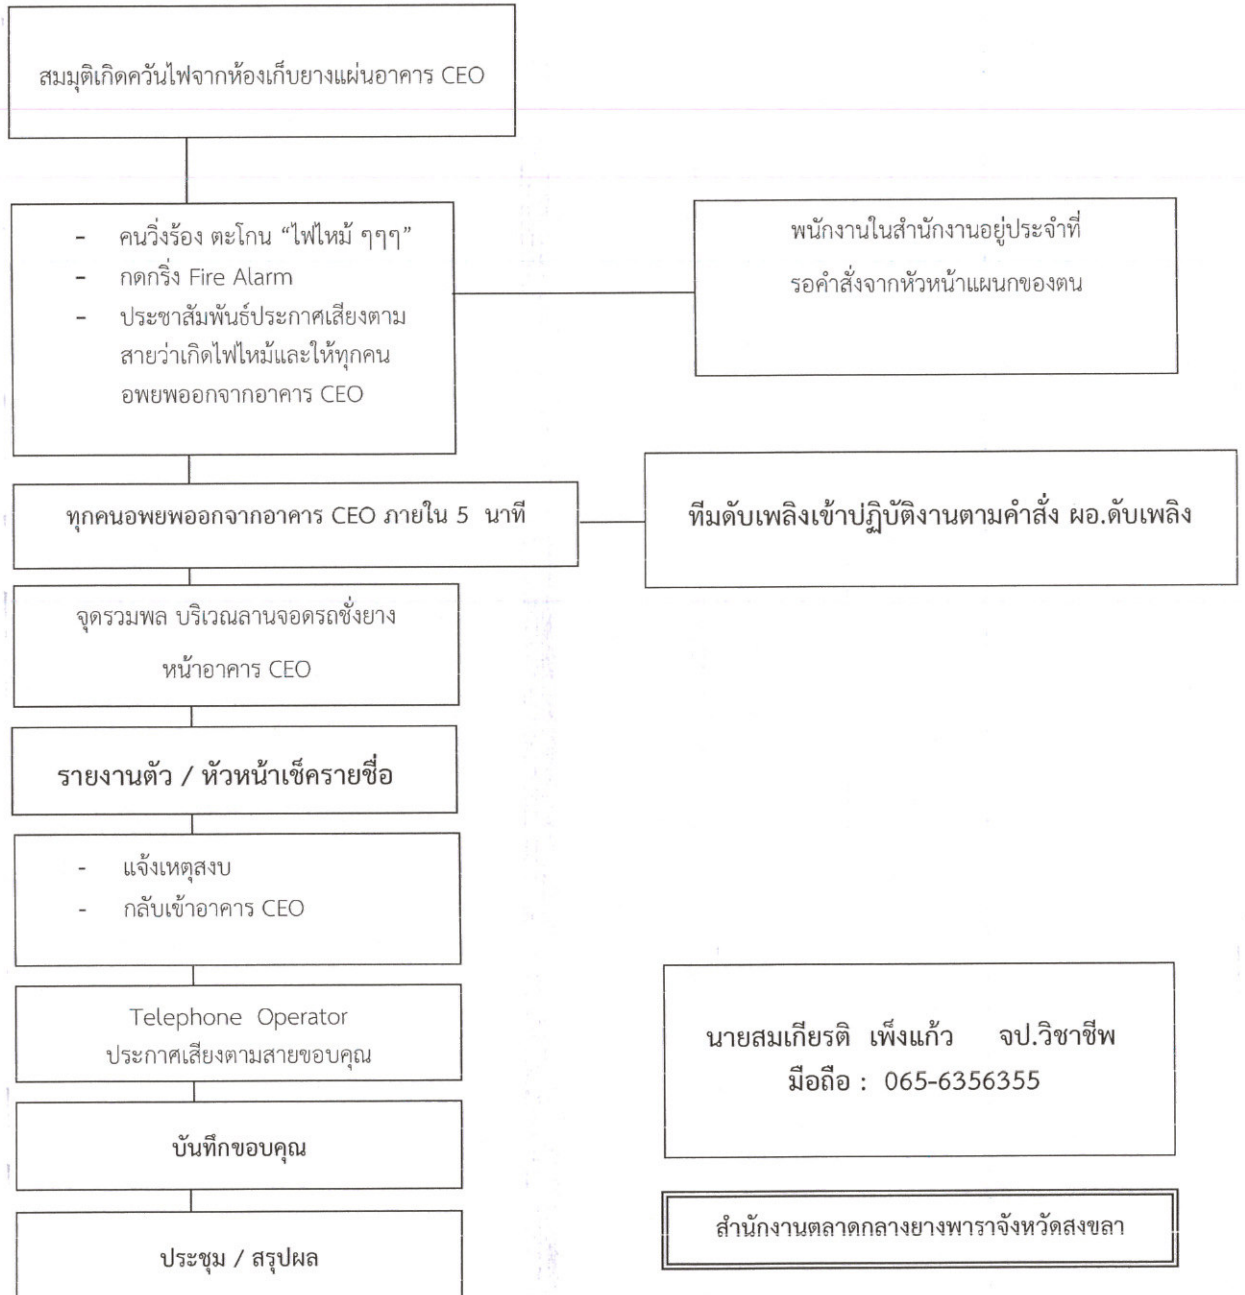 สมมุติเกิดควันไฟจากห้องเก็บยางแผ่นอาคาร CEO
- คนวิ่งร้อง ตะโกน “ไฟไหม้ ๆๆๆ”
- กดกริ่ง Fire Alarm
- ประชาสัมพันธ์ประกาศเสียงตาม
สายว่าเกิดไฟไหม้และให้ทุกคน
อพยพออกจากอาคาร CEO
พนักงานในสำนักงานอยู่ประจำที่
รอคำสั่งจากหัวหน้าแผนกของตน
ทุกคนอพยพออกจากอาคาร CEO ภายใน 5 นาที
ทีมดับเพลิงเข้าปฏิบัติงานตามคำสั่ง ผอ.ดับเพลิง
จุดรวมพล บริเวณลานจอดรถชั่งยาง
หน้าอาคาร CEO
รายงานตัว / หัวหน้าเช็ครายชื่อ
- แจ้งเหตุสงบ
- กลับเข้าอาคาร CEO
Telephone Operator
ประกาศเสียงตามสายขอบคุณ
บันทึกขอบคุณ
ประชุม / สรุปผล
นายสมเกียรติ เพ็งแก้ว จป.วิชาชีพ
มือถือ : 065-6356355
สำนักงานตลาดกลางยางพาราจังหวัดสงขลา